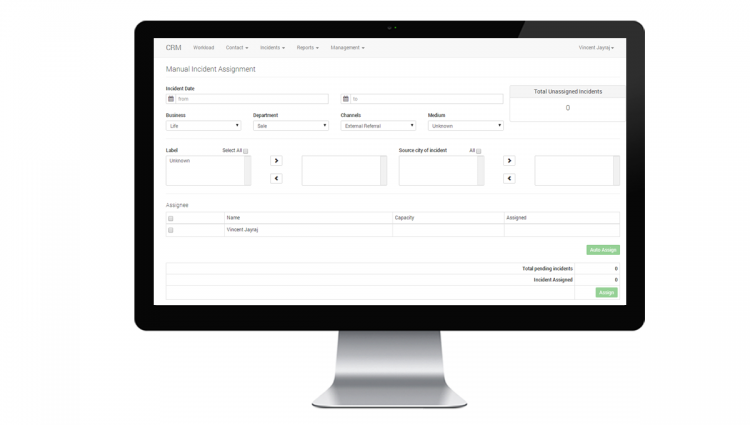 CRM Workload Contact Incidents Reports Management Vincent Jayraj
Manual Incident Assignment
Incident Date
from to
Total Unassigned Incidents
0
Business Department Channels Medium
Life Sale External Referral Unknown
Label Select All Source city of incident All
Unknown
Assignee
Name Capacity Assigned
Vincent Jayraj
Auto Assign
Total pending incidents 0
Incident Assigned 0
Assign